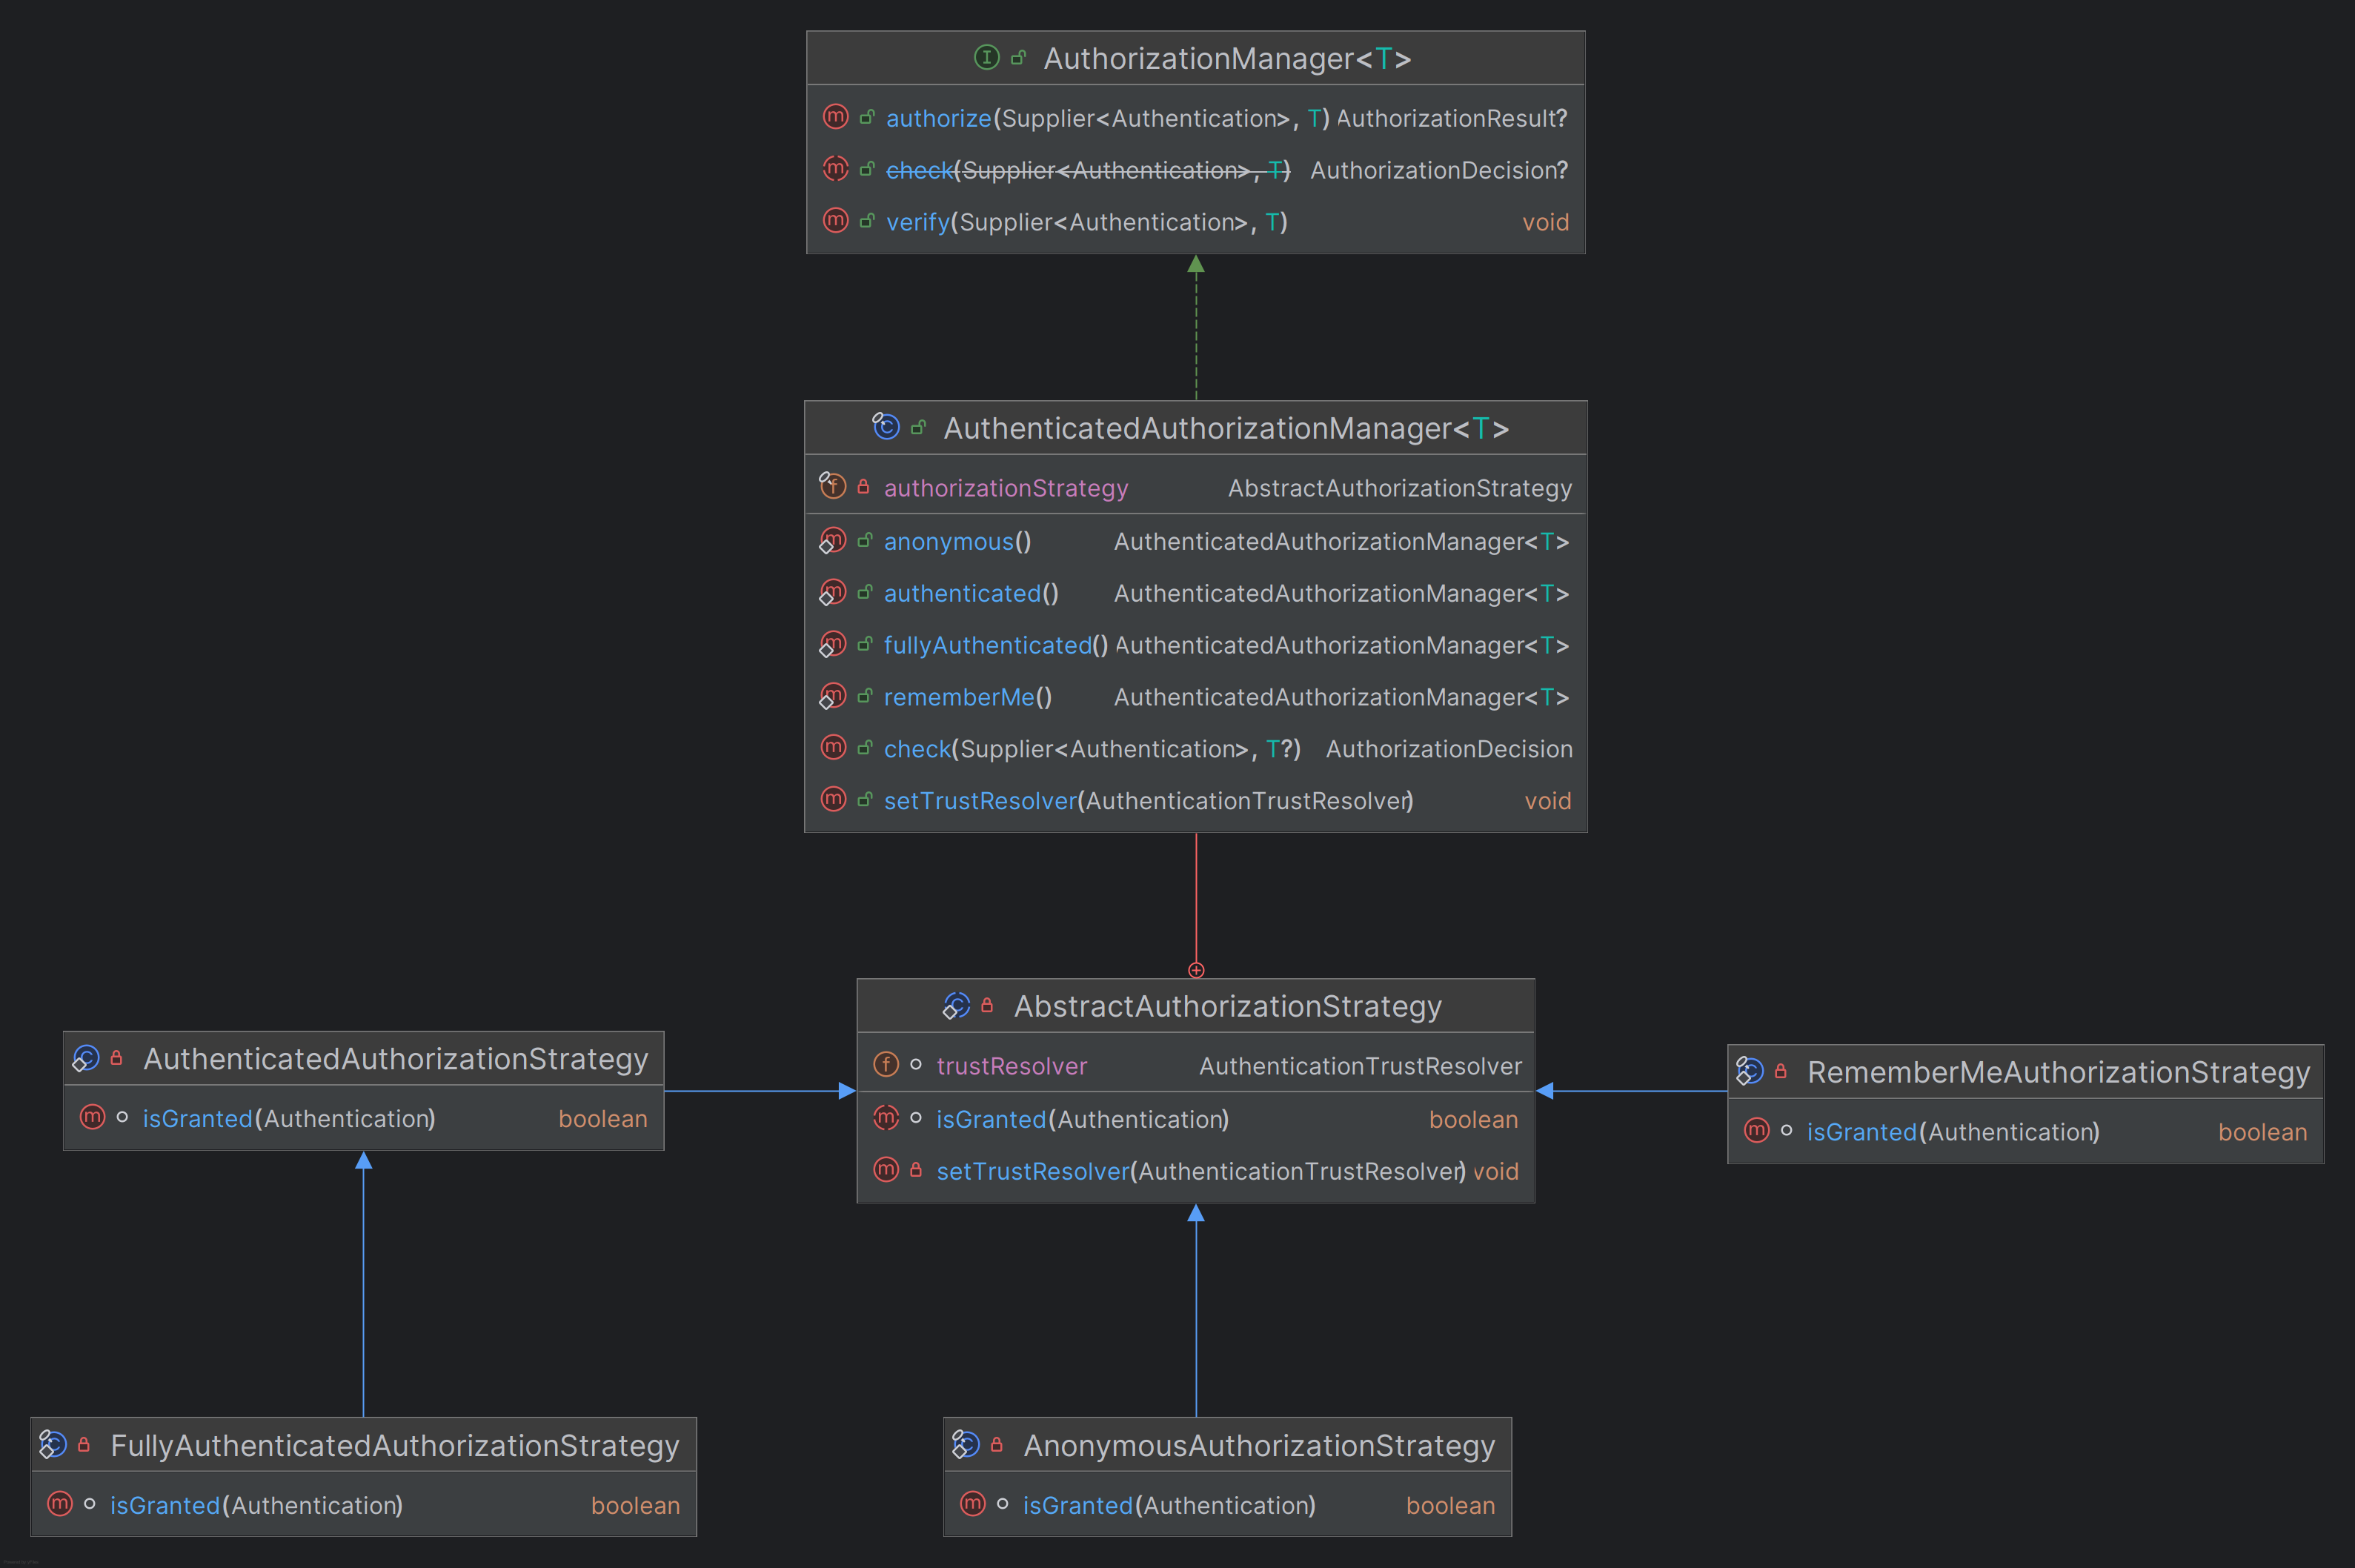 AuthorizationManager<T>
authorize(Supplier<Authentication>, T) AuthorizationResult?
check(Supplier<Authentication>, T) AuthorizationDecision?
verify(Supplier<Authentication>, T) void
AuthenticatedAuthorizationManager<T>
authorizationStrategy AbstractAuthorizationStrategy
anonymous() AuthenticatedAuthorizationManager<T>
authenticated() AuthenticatedAuthorizationManager<T>
fullyAuthenticated() AuthenticatedAuthorizationManager<T>
rememberMe() AuthenticatedAuthorizationManager<T>
check(Supplier<Authentication>, T?) AuthorizationDecision
setTrustResolver(AuthenticationTrustResolver) void
AuthenticatedAuthorizationStrategy
isGranted(Authentication) boolean
AbstractAuthorizationStrategy
trustResolver AuthenticationTrustResolver
isGranted(Authentication) boolean
setTrustResolver(AuthenticationTrustResolver) void
RememberMeAuthorizationStrategy
isGranted(Authentication) boolean
FullyAuthenticatedAuthorizationStrategy
isGranted(Authentication) boolean
AnonymousAuthorizationStrategy
isGranted(Authentication) boolean